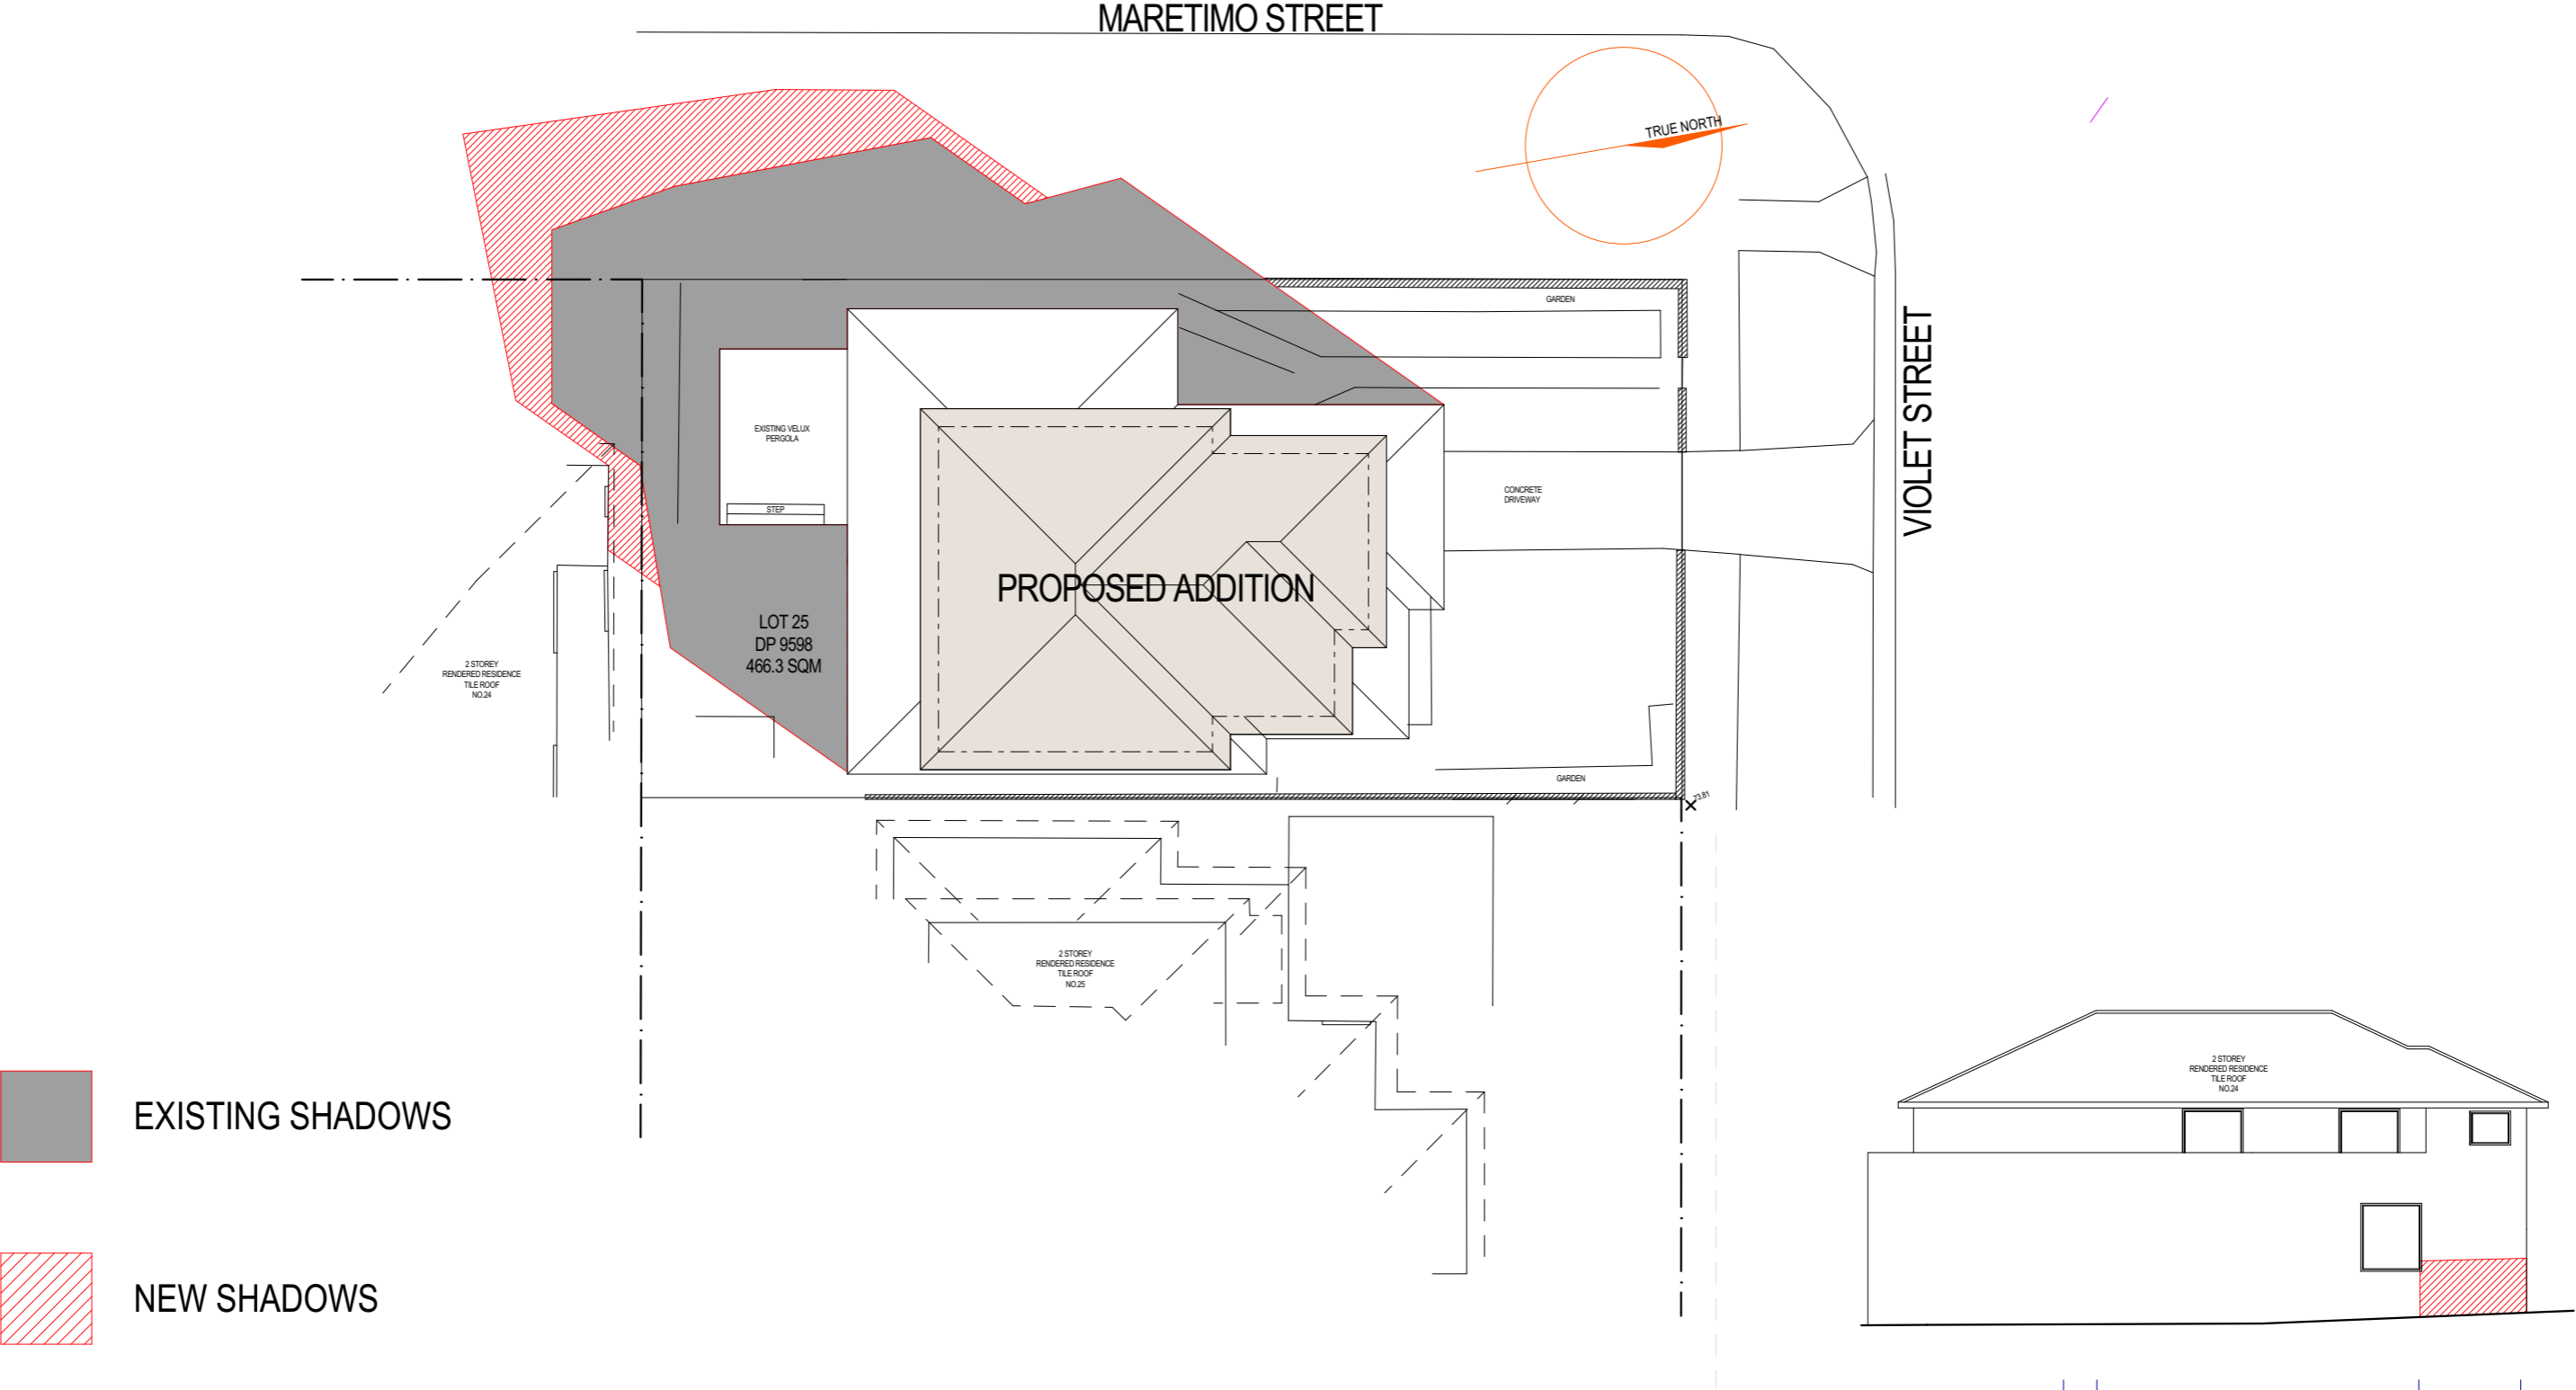 MARETIMO STREET
TRUE NORTH
GARDEN
VIOLET STREET
EXISTING VELUX
PERGOLA
CONCRETE
DRIVEWAY
STEP
PROPOSED ADDITION
LOT 25
DP 9598
466.3 SQM
2 STOREY
RENDERED RESIDENCE
TILE ROOF
NO.24
GARDEN
73.81
2 STOREY
RENDERED RESIDENCE
TILE ROOF
NO.25
2 STOREY
RENDERED RESIDENCE
TILE ROOF
NO.24
EXISTING SHADOWS
NEW SHADOWS